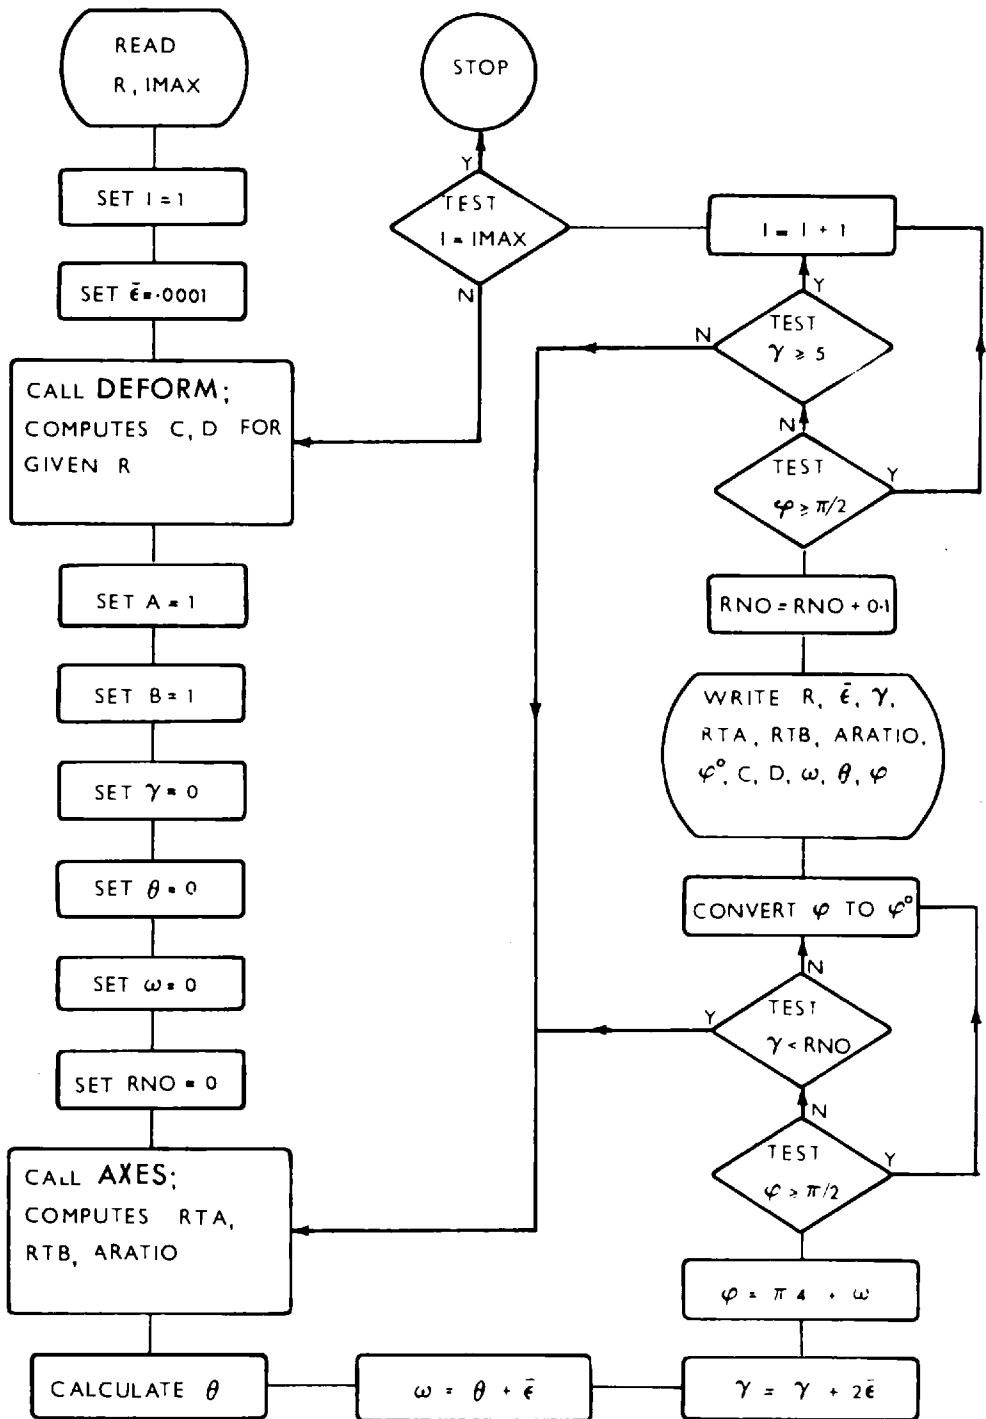 READ
R, IMAX
SET I = 1
SET ε̄ = ·0001
CALL DEFORM;
COMPUTES C, D FOR
GIVEN R
SET A = 1
SET B = 1
SET γ = 0
SET θ = 0
SET ω = 0
SET RNO = 0
CALL AXES;
COMPUTES RTA,
RTB, ARATIO
CALCULATE θ
ω = θ + ε̄
γ = γ + 2ε̄
φ = π 4 + ω
TEST
φ ≥ π/2
Y
N
TEST
γ < RNO
Y
N
CONVERT φ TO φ°
WRITE R, ε̄, γ,
RTA, RTB, ARATIO,
φ°, C, D, ω, θ, φ
RNO = RNO + 0·1
TEST
φ ≥ π/2
Y
N
TEST
γ ≥ 5
N
Y
I = I + 1
TEST
I = IMAX
Y
N
STOP